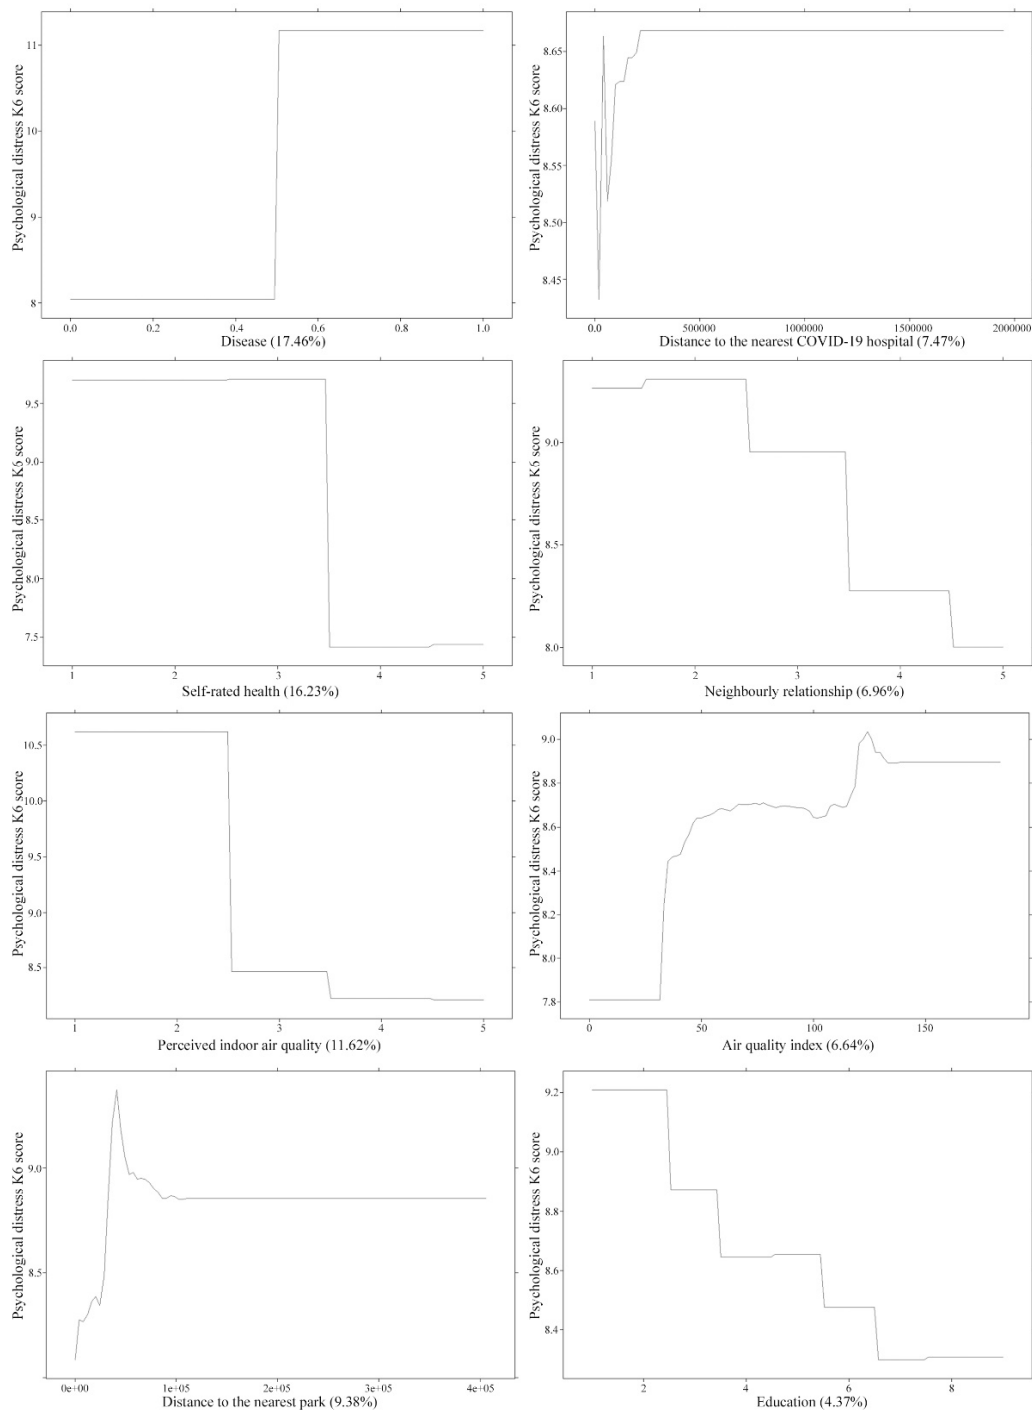 Psychological distress K6 score
11
10
9
8
0.0 0.2 0.4 0.6 0.8 1.0
Disease (17.46%)
Psychological distress K6 score
8.65
8.60
8.55
8.50
8.45
0.0 500000 1000000 1500000 2000000
Distance to the nearest COVID-19 hospital (7.47%)
Psychological distress K6 score
9.5
9.0
8.5
8.0
7.5
1 2 3 4 5
Self-rated health (16.23%)
Psychological distress K6 score
9.0
8.5
8.0
1 2 3 4 5
Neighbourly relationship (6.96%)
Psychological distress K6 score
10.5
10.0
9.5
9.0
8.5
1 2 3 4 5
Perceived indoor air quality (11.62%)
Psychological distress K6 score
9.0
8.8
8.6
8.4
8.2
8.0
7.8
0 50 100 150
Air quality index (6.64%)
Psychological distress K6 score
9.0
8.5
0e+00 1e+05 2e+05 3e+05 4e+05
Distance to the nearest park (9.38%)
Psychological distress K6 score
9.2
9.0
8.8
8.6
8.4
2 4 6 8
Education (4.37%)